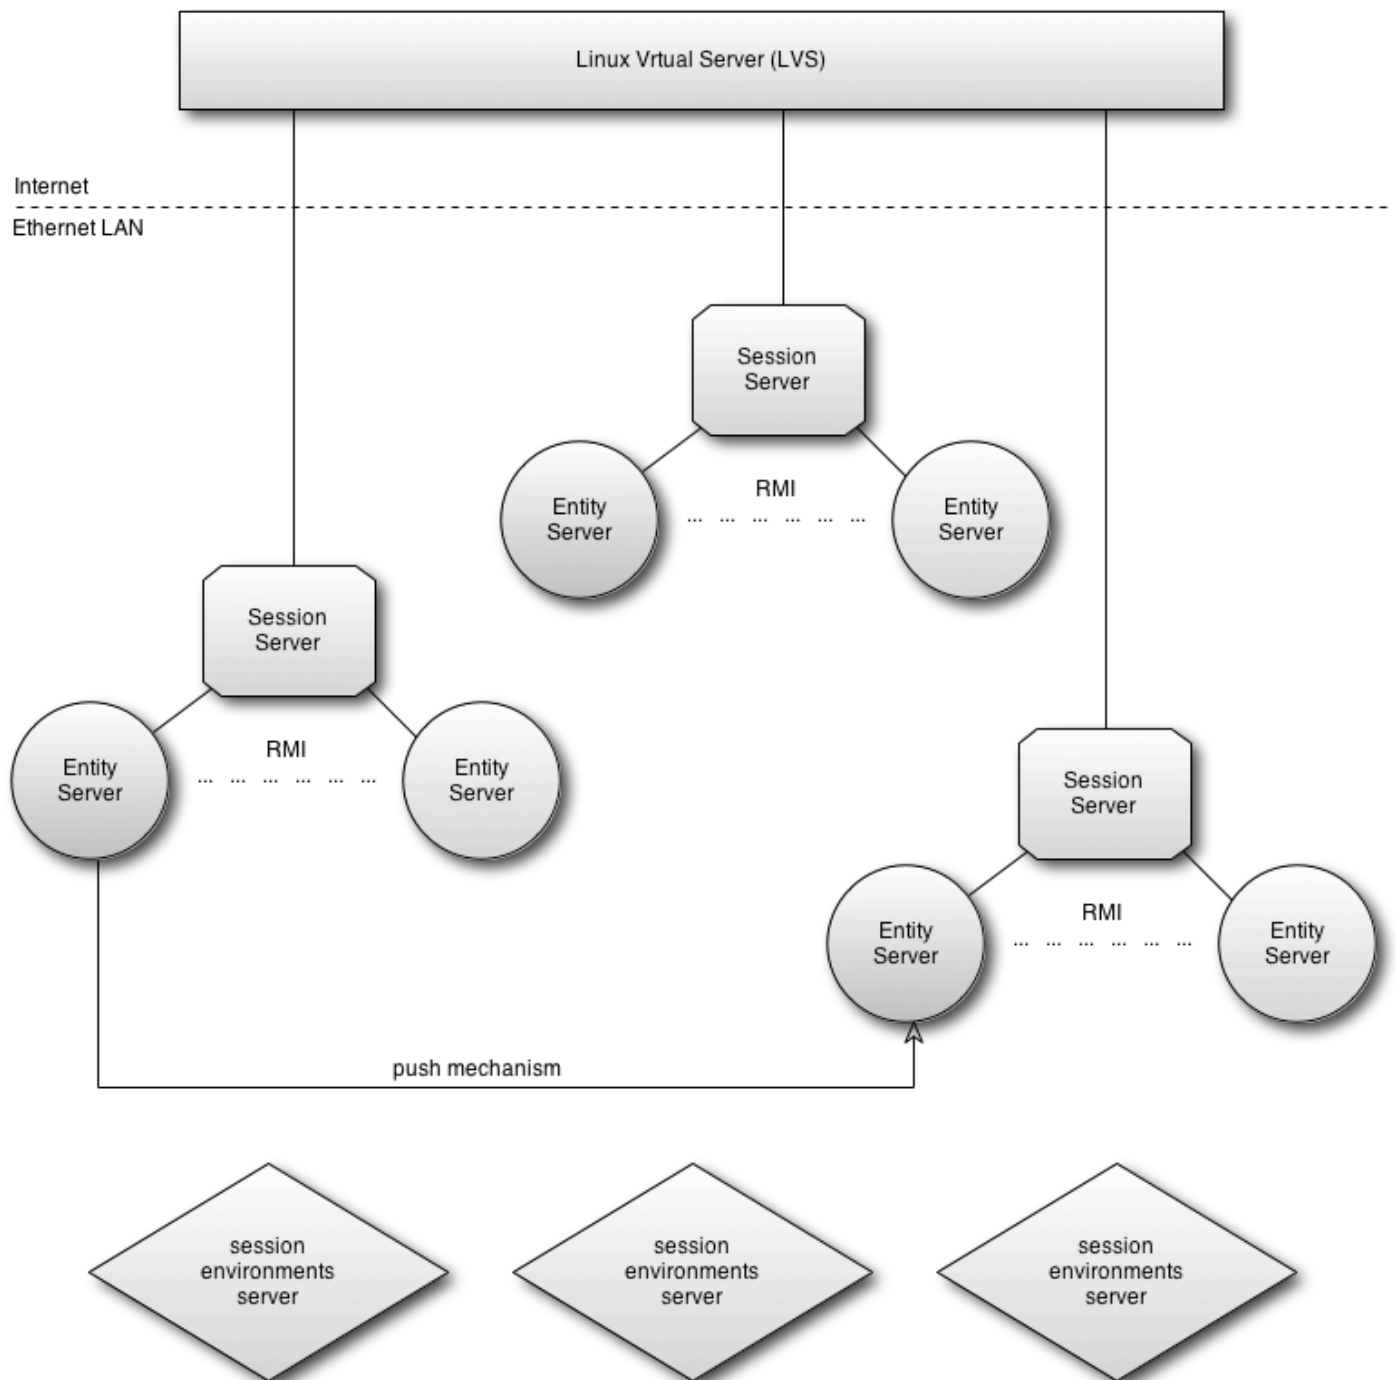 Linux Vrtual Server (LVS)
Internet
Ethernet LAN
Session
Server
Entity
Server
RMI
... ... ... ... ... ...
Entity
Server
Session
Server
Entity
Server
RMI
... ... ... ... ... ...
Entity
Server
Session
Server
Entity
Server
RMI
... ... ... ... ... ...
Entity
Server
push mechanism
session
environments
server
session
environments
server
session
environments
server